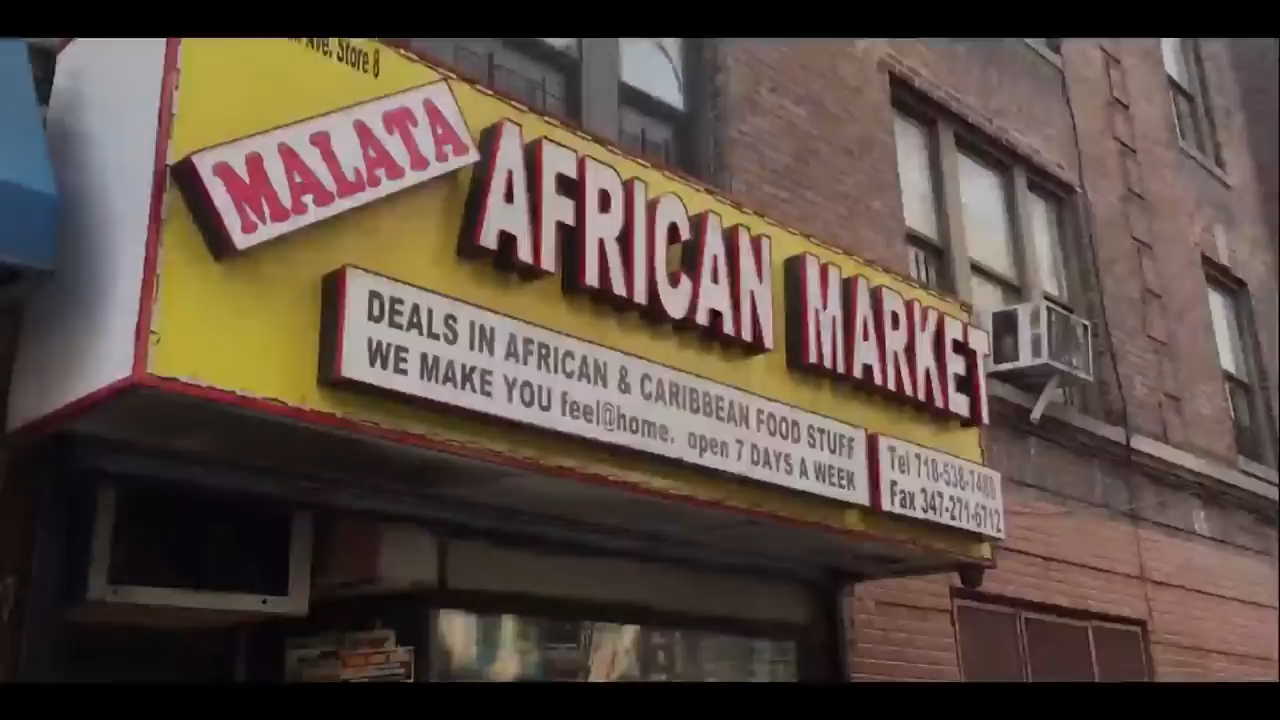 Ave. Store 8
MALATA
AFRICAN MARKET
DEALS IN AFRICAN & CARIBBEAN FOOD STUFF
WE MAKE YOU feel@home. open 7 DAYS A WEEK
Tel 718-538-7480
Fax 347-271-6712